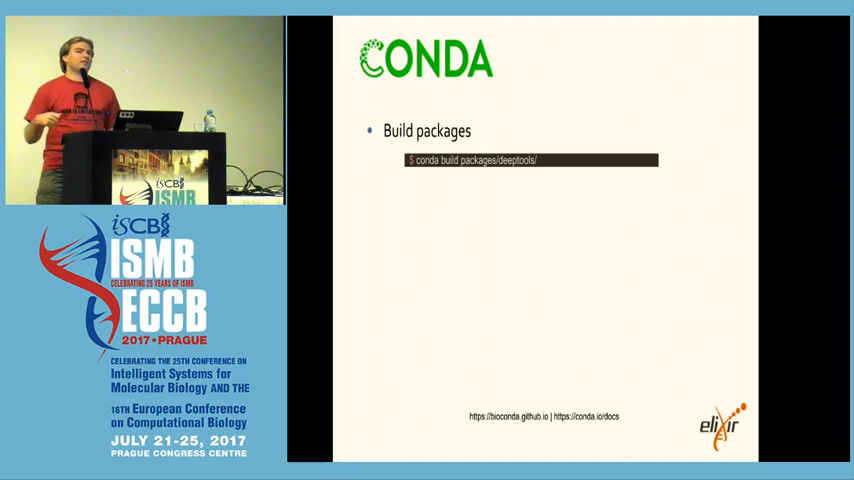 CONDA
• Build packages
$ conda build packages/deeptools/
https://bioconda.github.io | https://conda.io/docs
elixir
iSCB
ISMB
iSCB
ISMB
CELEBRATING 25 YEARS OF ISMB
ECCB
2017 • PRAGUE
CELEBRATING THE 25TH CONFERENCE ON
Intelligent Systems for
Molecular Biology AND THE
16TH European Conference
on Computational Biology
JULY 21-25, 2017
PRAGUE CONGRESS CENTRE